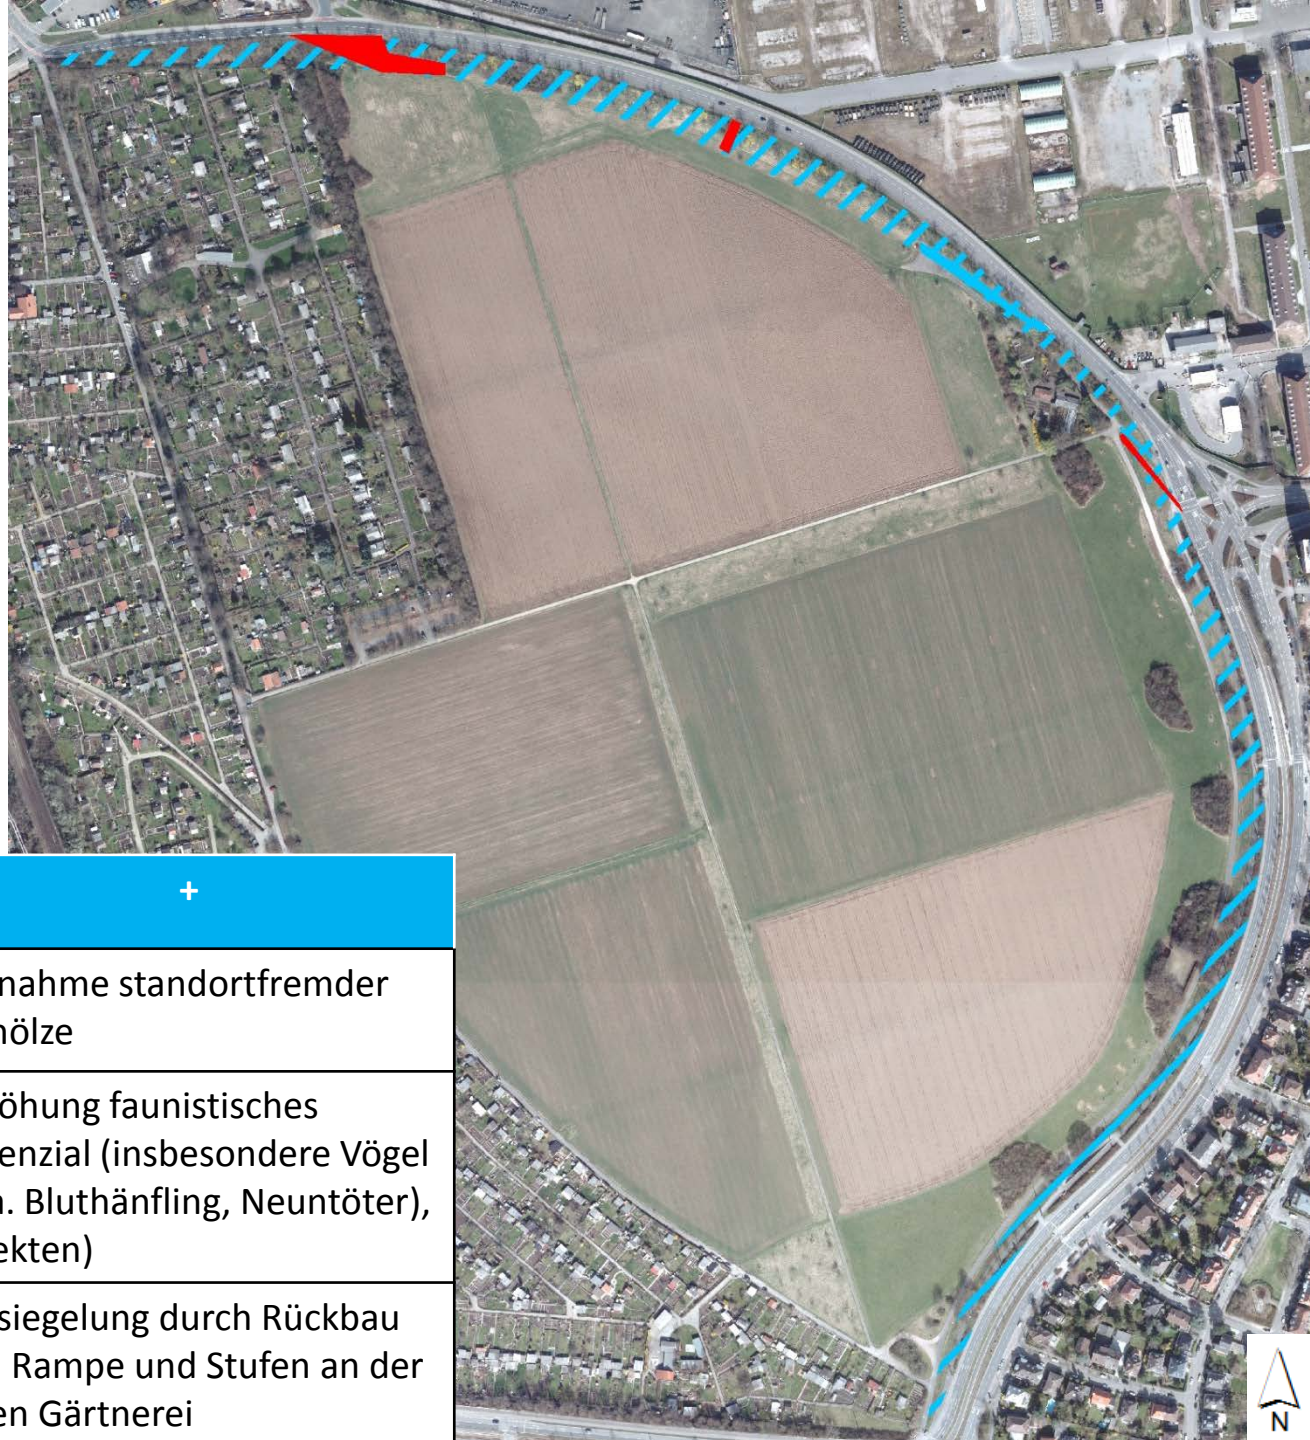 +
nahme standortfremder
nölze
öhung faunistisches
enzial (insbesondere Vögel
n. Bluthänfling, Neuntöter),
ekten)
siegelung durch Rückbau
Rampe und Stufen an der
en Gärtnerei
N